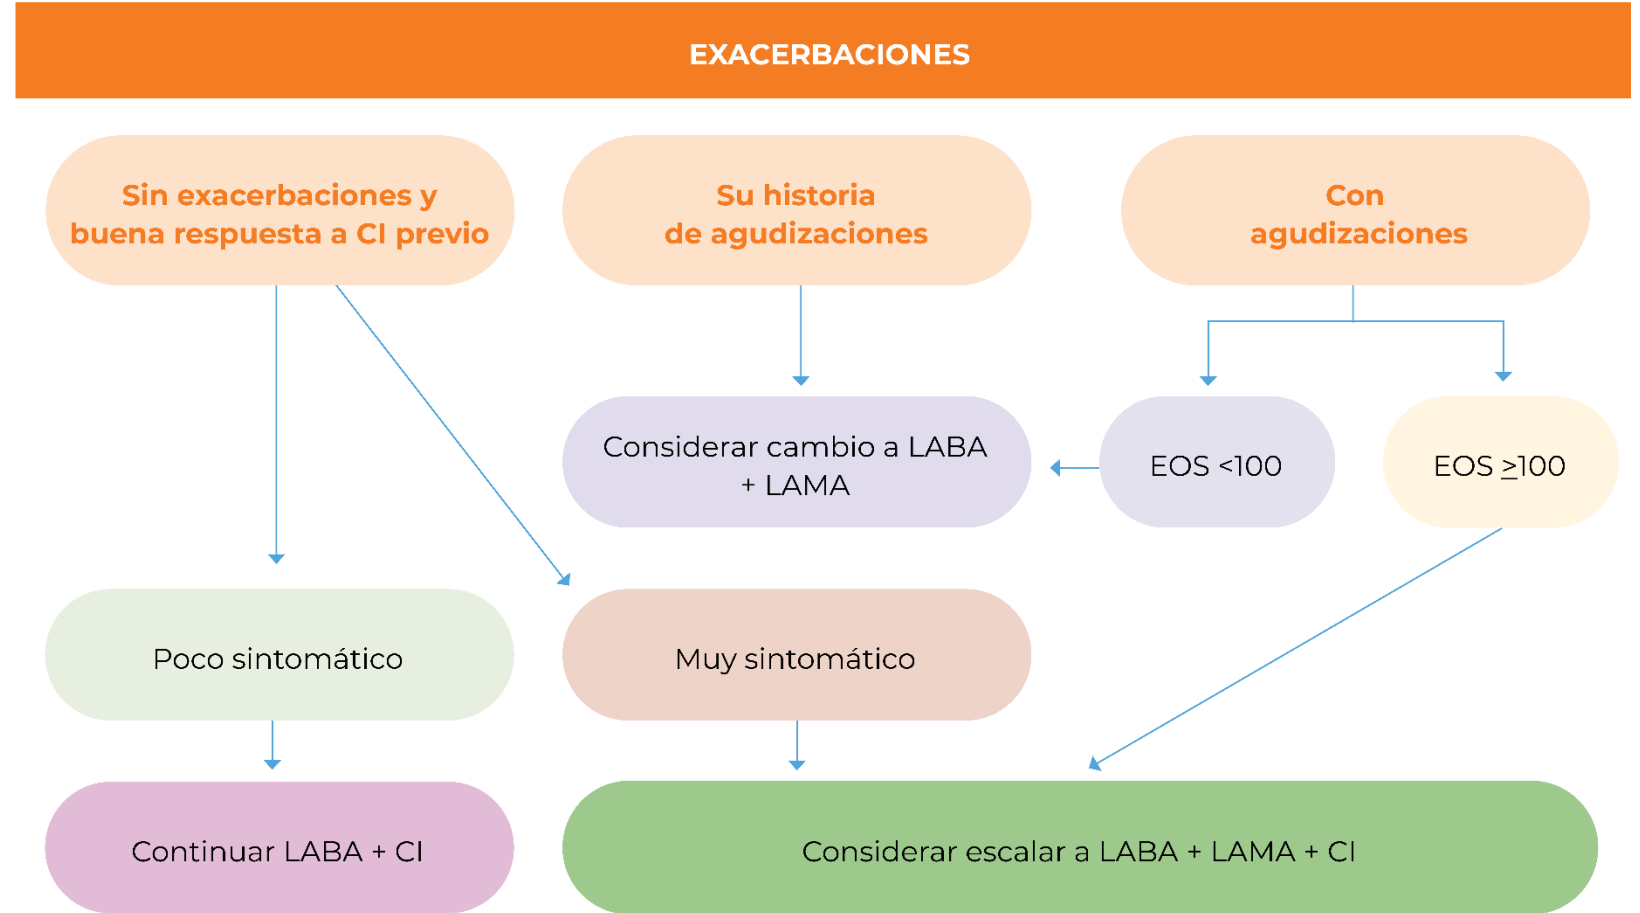 EXACERBACIONES
Sin exacerbaciones y
buena respuesta a CI previo
Su historia
de agudizaciones
Con
agudizaciones
Considerar cambio a LABA
+ LAMA
EOS <100
EOS ≥100
Poco sintomático
Muy sintomático
Continuar LABA + CI
Considerar escalar a LABA + LAMA + CI